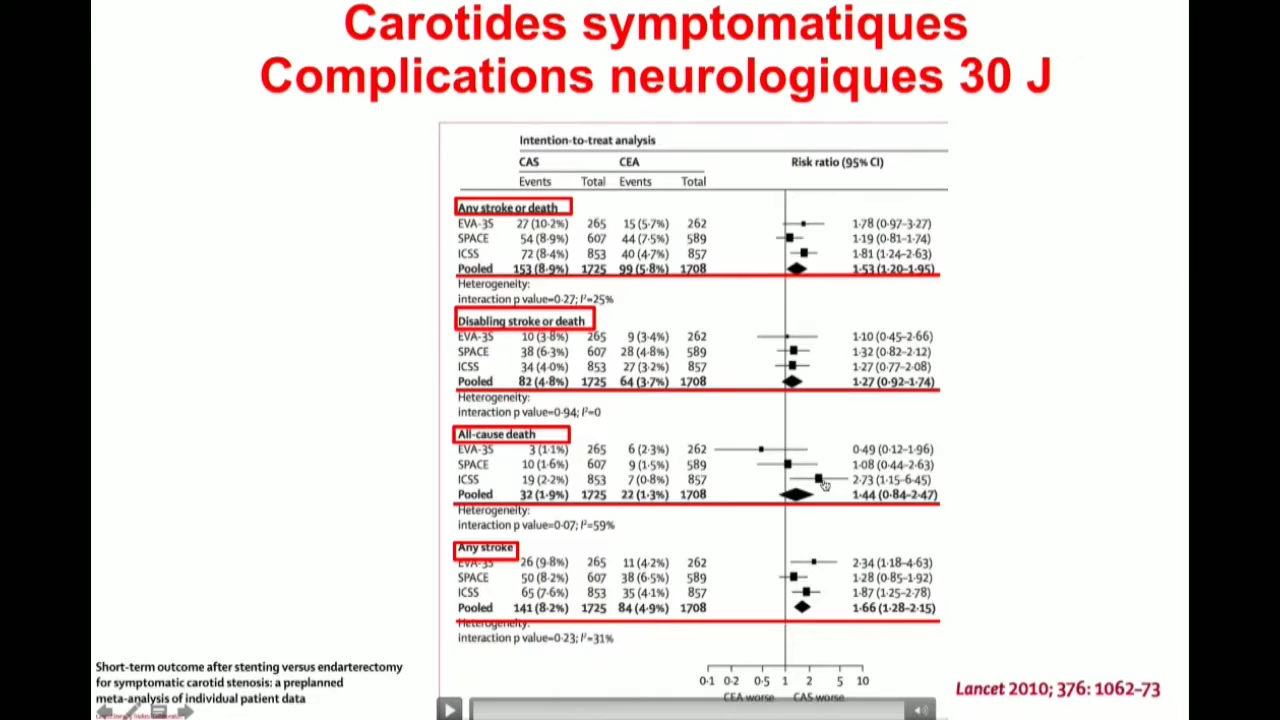 Carotides symptomatiques
Complications neurologiques 30 J
Intention-to-treat analysis
CAS CEA Risk ratio (95% CI)
Events Total Events Total
Any stroke or death
EVA-3S 27 (10·2%) 265 15 (5·7%) 262 1·78 (0·97–3·27)
SPACE 54 (8·9%) 607 44 (7·5%) 589 1·19 (0·81–1·74)
ICSS 72 (8·4%) 853 40 (4·7%) 857 1·81 (1·24–2·63)
Pooled 153 (8·9%) 1725 99 (5·8%) 1708 1·53 (1·20–1·95)
Heterogeneity:
interaction p value=0·27; I²=25%
Disabling stroke or death
EVA-3S 10 (3·8%) 265 9 (3·4%) 262 1·10 (0·45–2·66)
SPACE 38 (6·3%) 607 28 (4·8%) 589 1·32 (0·82–2·12)
ICSS 34 (4·0%) 853 27 (3·2%) 857 1·27 (0·77–2·08)
Pooled 82 (4·8%) 1725 64 (3·7%) 1708 1·27 (0·92–1·74)
Heterogeneity:
interaction p value=0·94; I²=0
All-cause death
EVA-3S 3 (1·1%) 265 6 (2·3%) 262 0·49 (0·12–1·96)
SPACE 10 (1·6%) 607 9 (1·5%) 589 1·08 (0·44–2·63)
ICSS 19 (2·2%) 853 7 (0·8%) 857 2·73 (1·15–6·45)
Pooled 32 (1·9%) 1725 22 (1·3%) 1708 1·44 (0·84–2·47)
Heterogeneity:
interaction p value=0·07; I²=59%
Any stroke
EVA-3S 26 (9·8%) 265 11 (4·2%) 262 2·34 (1·18–4·63)
SPACE 50 (8·2%) 607 38 (6·5%) 589 1·28 (0·85–1·92)
ICSS 65 (7·6%) 853 35 (4·1%) 857 1·87 (1·25–2·78)
Pooled 141 (8·2%) 1725 84 (4·9%) 1708 1·66 (1·28–2·15)
Heterogeneity:
interaction p value=0·23; I²=31%
0·1 0·2 0·5 1 2 5 10
CEA worse CAS worse
Short-term outcome after stenting versus endarterectomy
for symptomatic carotid stenosis: a preplanned
meta-analysis of individual patient data
Lancet 2010; 376: 1062–73